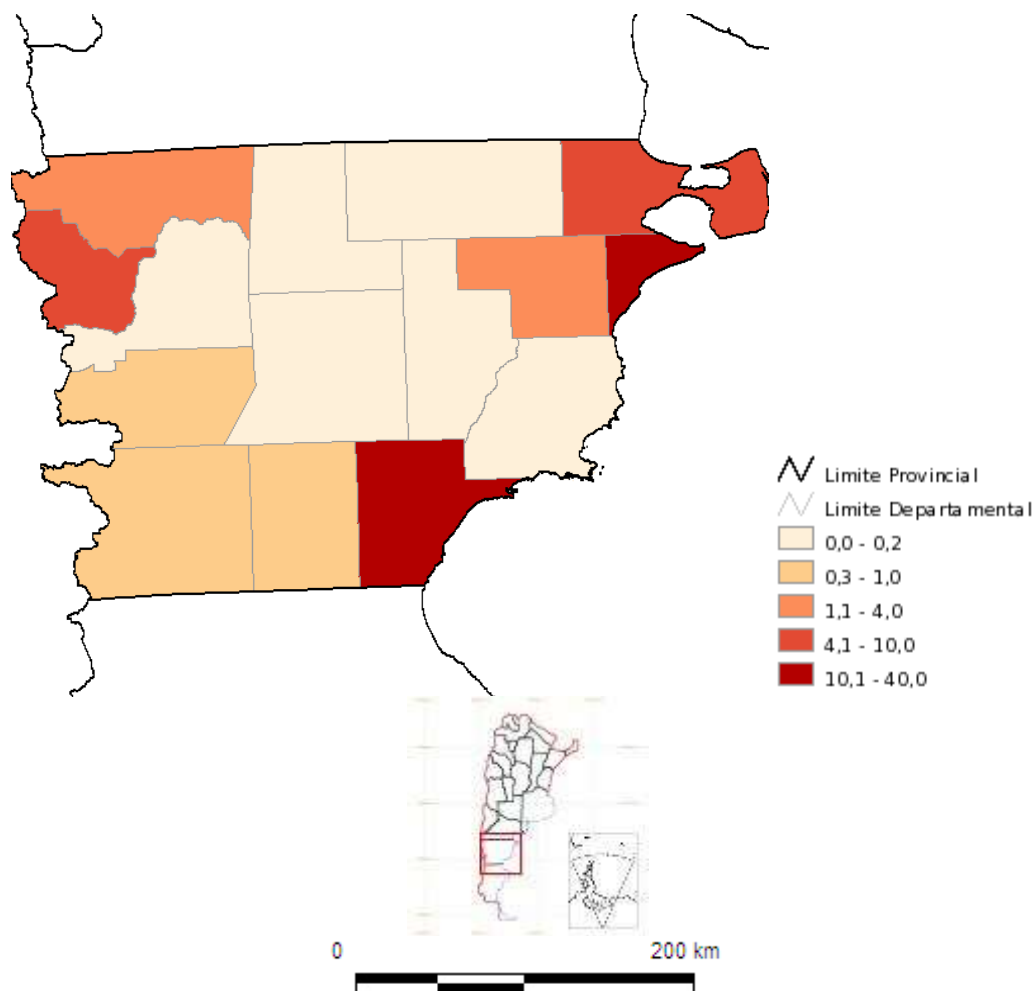 Limite Provincial
Limite Departamental
0,0 - 0,2
0,3 - 1,0
1,1 - 4,0
4,1 - 10,0
10,1 - 40,0
0 200 km